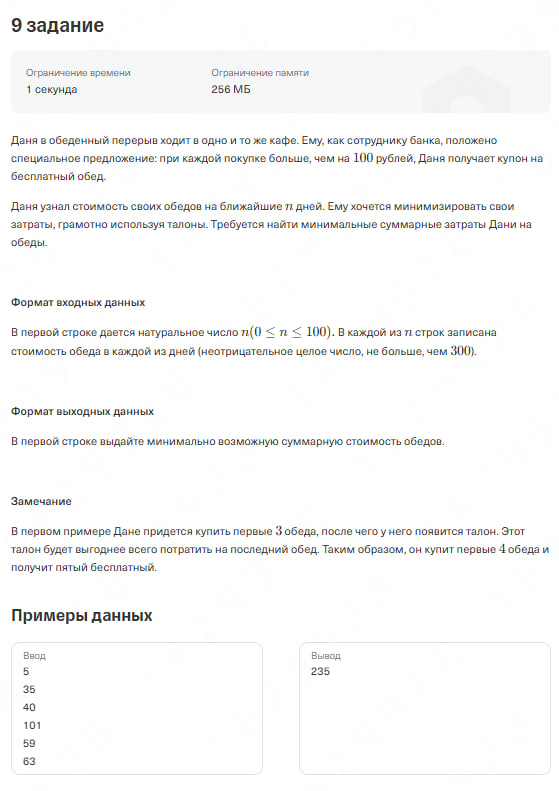 9 задание
Ограничение времени
Ограничение памяти
1 секунда
256 МБ
Даня в обеденный перерыв ходит в одно и то же кафе. Ему, как сотруднику банка, положено
специальное предложение: при каждой покупке больше, чем на 100 рублей, Даня получает купон на
бесплатный обед.
Даня узнал стоимость своих обедов на ближайшие n дней. Ему хочется минимизировать свои
затраты, грамотно используя талоны. Требуется найти минимальные суммарные затраты Дани на
обеды.
Формат входных данных
В первой строке дается натуральное число n(0 ≤ n ≤ 100). В каждой из n строк записана
стоимость обеда в каждой из дней (неотрицательное целое число, не больше, чем 300).
Формат выходных данных
В первой строке выдайте минимально возможную суммарную стоимость обедов.
Замечание
В первом примере Дане придется купить первые 3 обеда, после чего у него появится талон. Этот
талон будет выгоднее всего потратить на последний обед. Таким образом, он купит первые 4 обеда и
получит пятый бесплатный.
Примеры данных
Ввод
5
35
40
101
59
63
Вывод
235